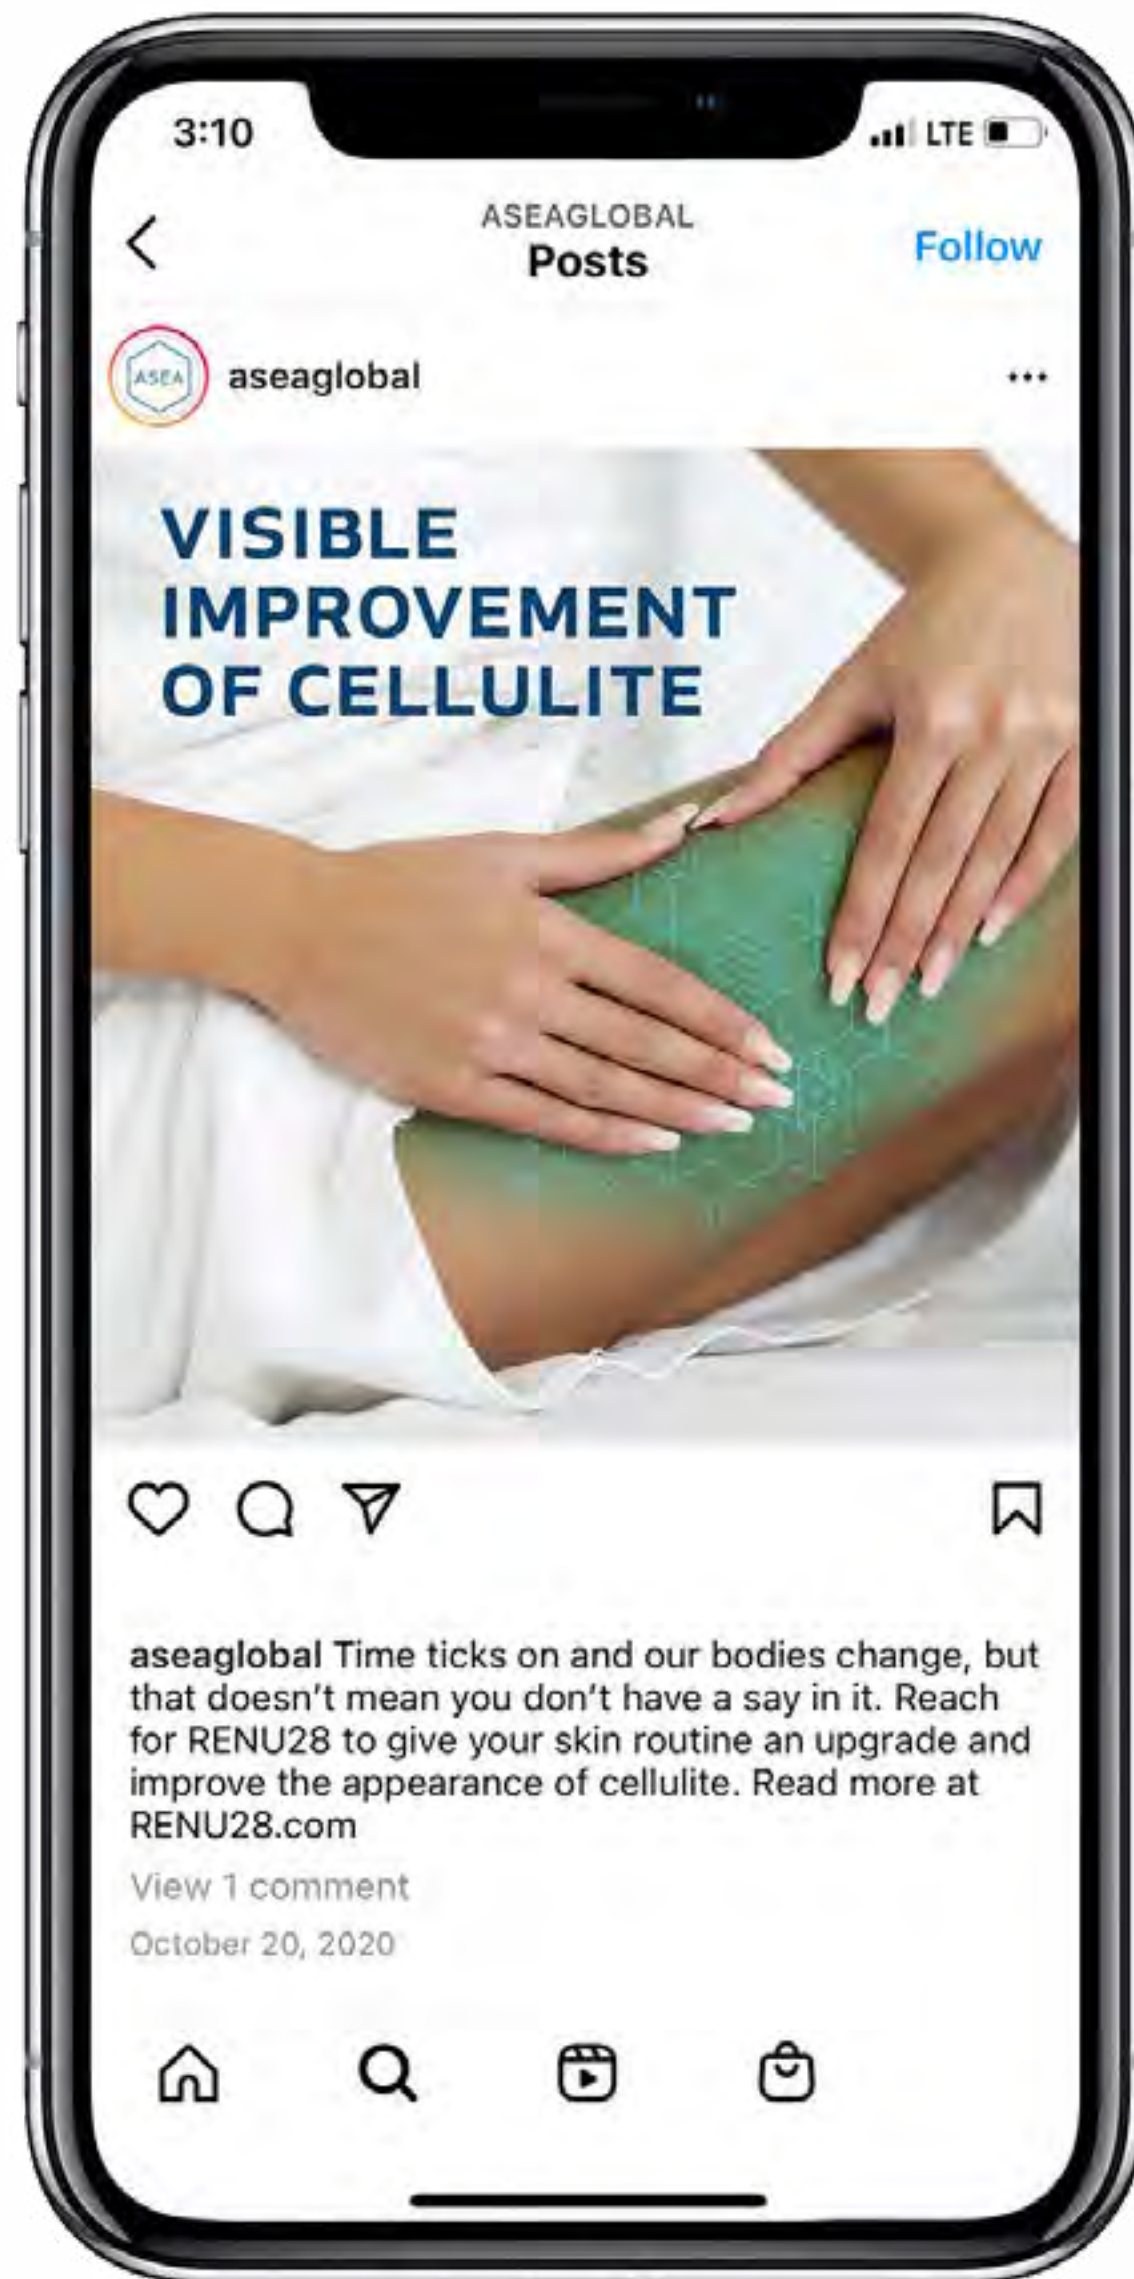 3:10
LTE
ASEAGLOBAL
Posts
Follow
ASEA
aseaglobal
VISIBLE
IMPROVEMENT
OF CELLULITE
aseaglobal Time ticks on and our bodies change, but
that doesn't mean you don't have a say in it. Reach
for RENU28 to give your skin routine an upgrade and
improve the appearance of cellulite. Read more at
RENU28.com
View 1 comment
October 20, 2020